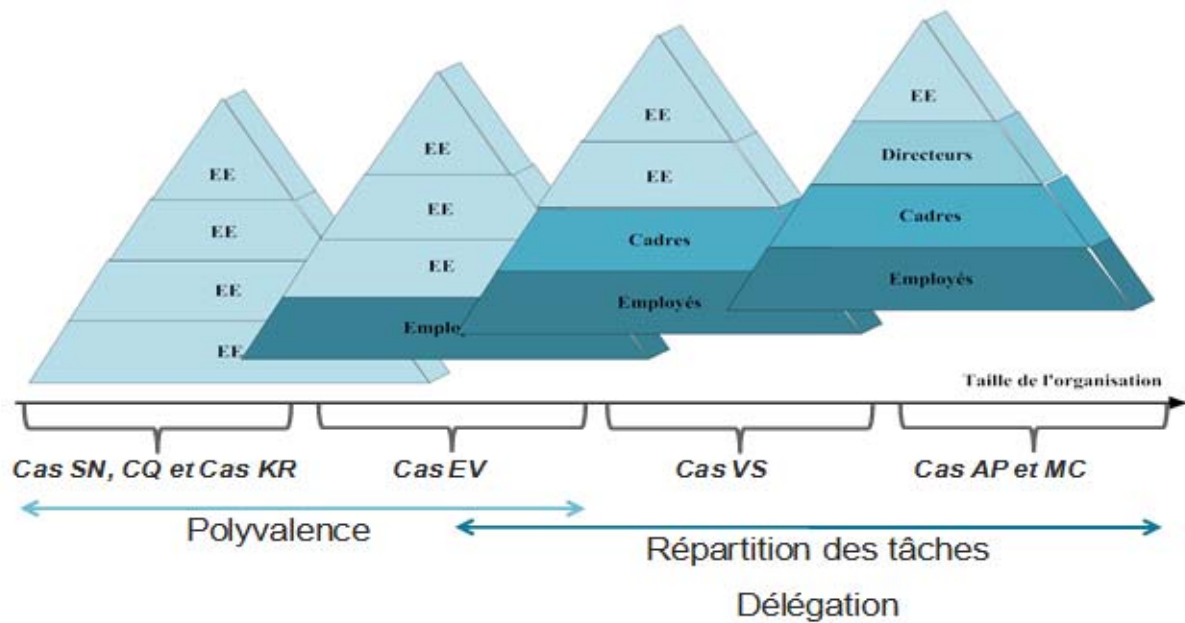 EE
EE
EE
EE
EE
EE
EE
EE
EE
Cadres
Employés
EE
Directeurs
Cadres
Employés
Taille de l'organisation
Cas SN, CQ et Cas KR
Cas EV
Cas VS
Cas AP et MC
Polyvalence
Répartition des tâches
Délégation